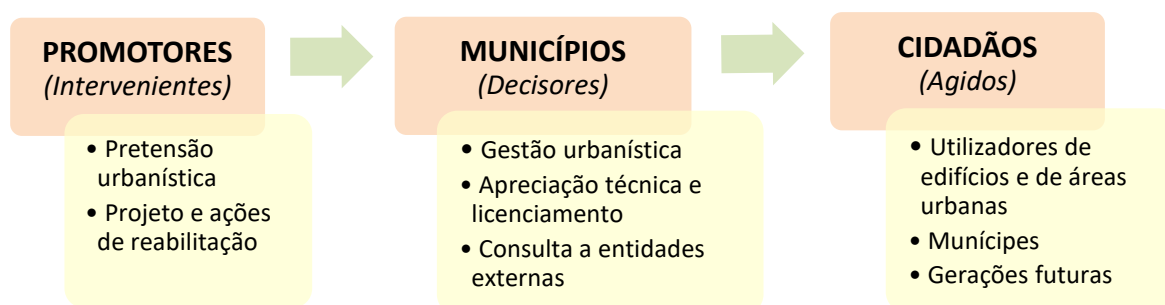 PROMOTORES
(Intervenientes)
• Pretensão
urbanística
• Projeto e ações
de reabilitação
MUNICÍPIOS
(Decisores)
• Gestão urbanística
• Apreciação técnica e
licenciamento
• Consulta a entidades
externas
CIDADÃOS
(Agidos)
• Utilizadores de
edifícios e de áreas
urbanas
• Munícipes
• Gerações futuras